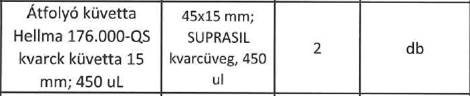 Átfolyó küvetta
Hellma 176.000-QS
kvarck küvetta 15
mm; 450 uL
45x15 mm;
SUPRASIL
kvarcüveg, 450
ul
2
db